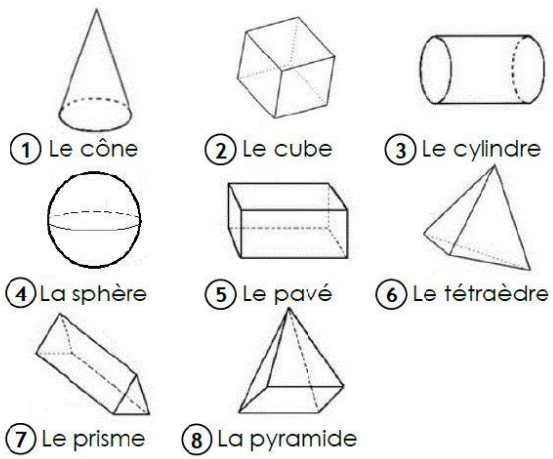 1 Le cône
2 Le cube
3 Le cylindre
4 La sphère
5 Le pavé
6 Le tétraèdre
7 Le prisme
8 La pyramide